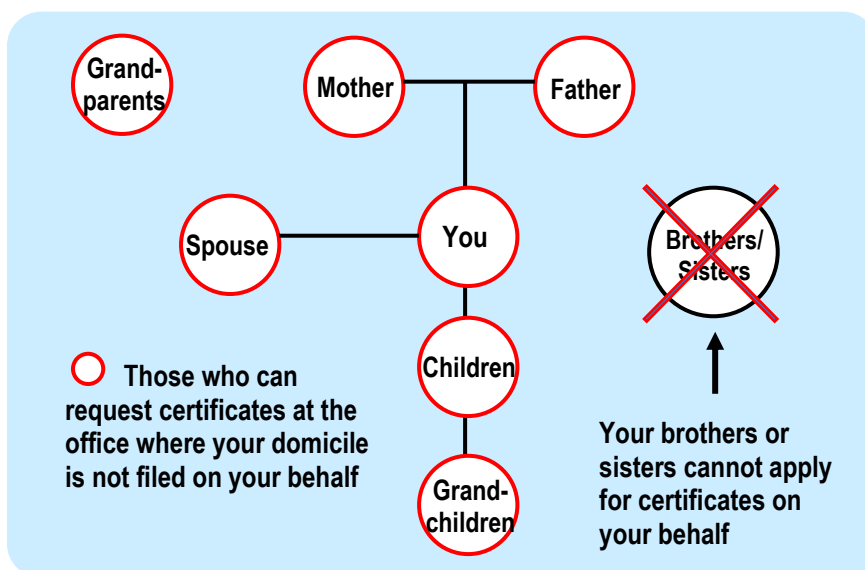 Grand-
parents
Mother
Father
Spouse
You
Brothers/
Sisters
Children
Grand-
children
Those who can
request certificates at the
office where your domicile
is not filed on your behalf
Your brothers or
sisters cannot apply
for certificates on
your behalf